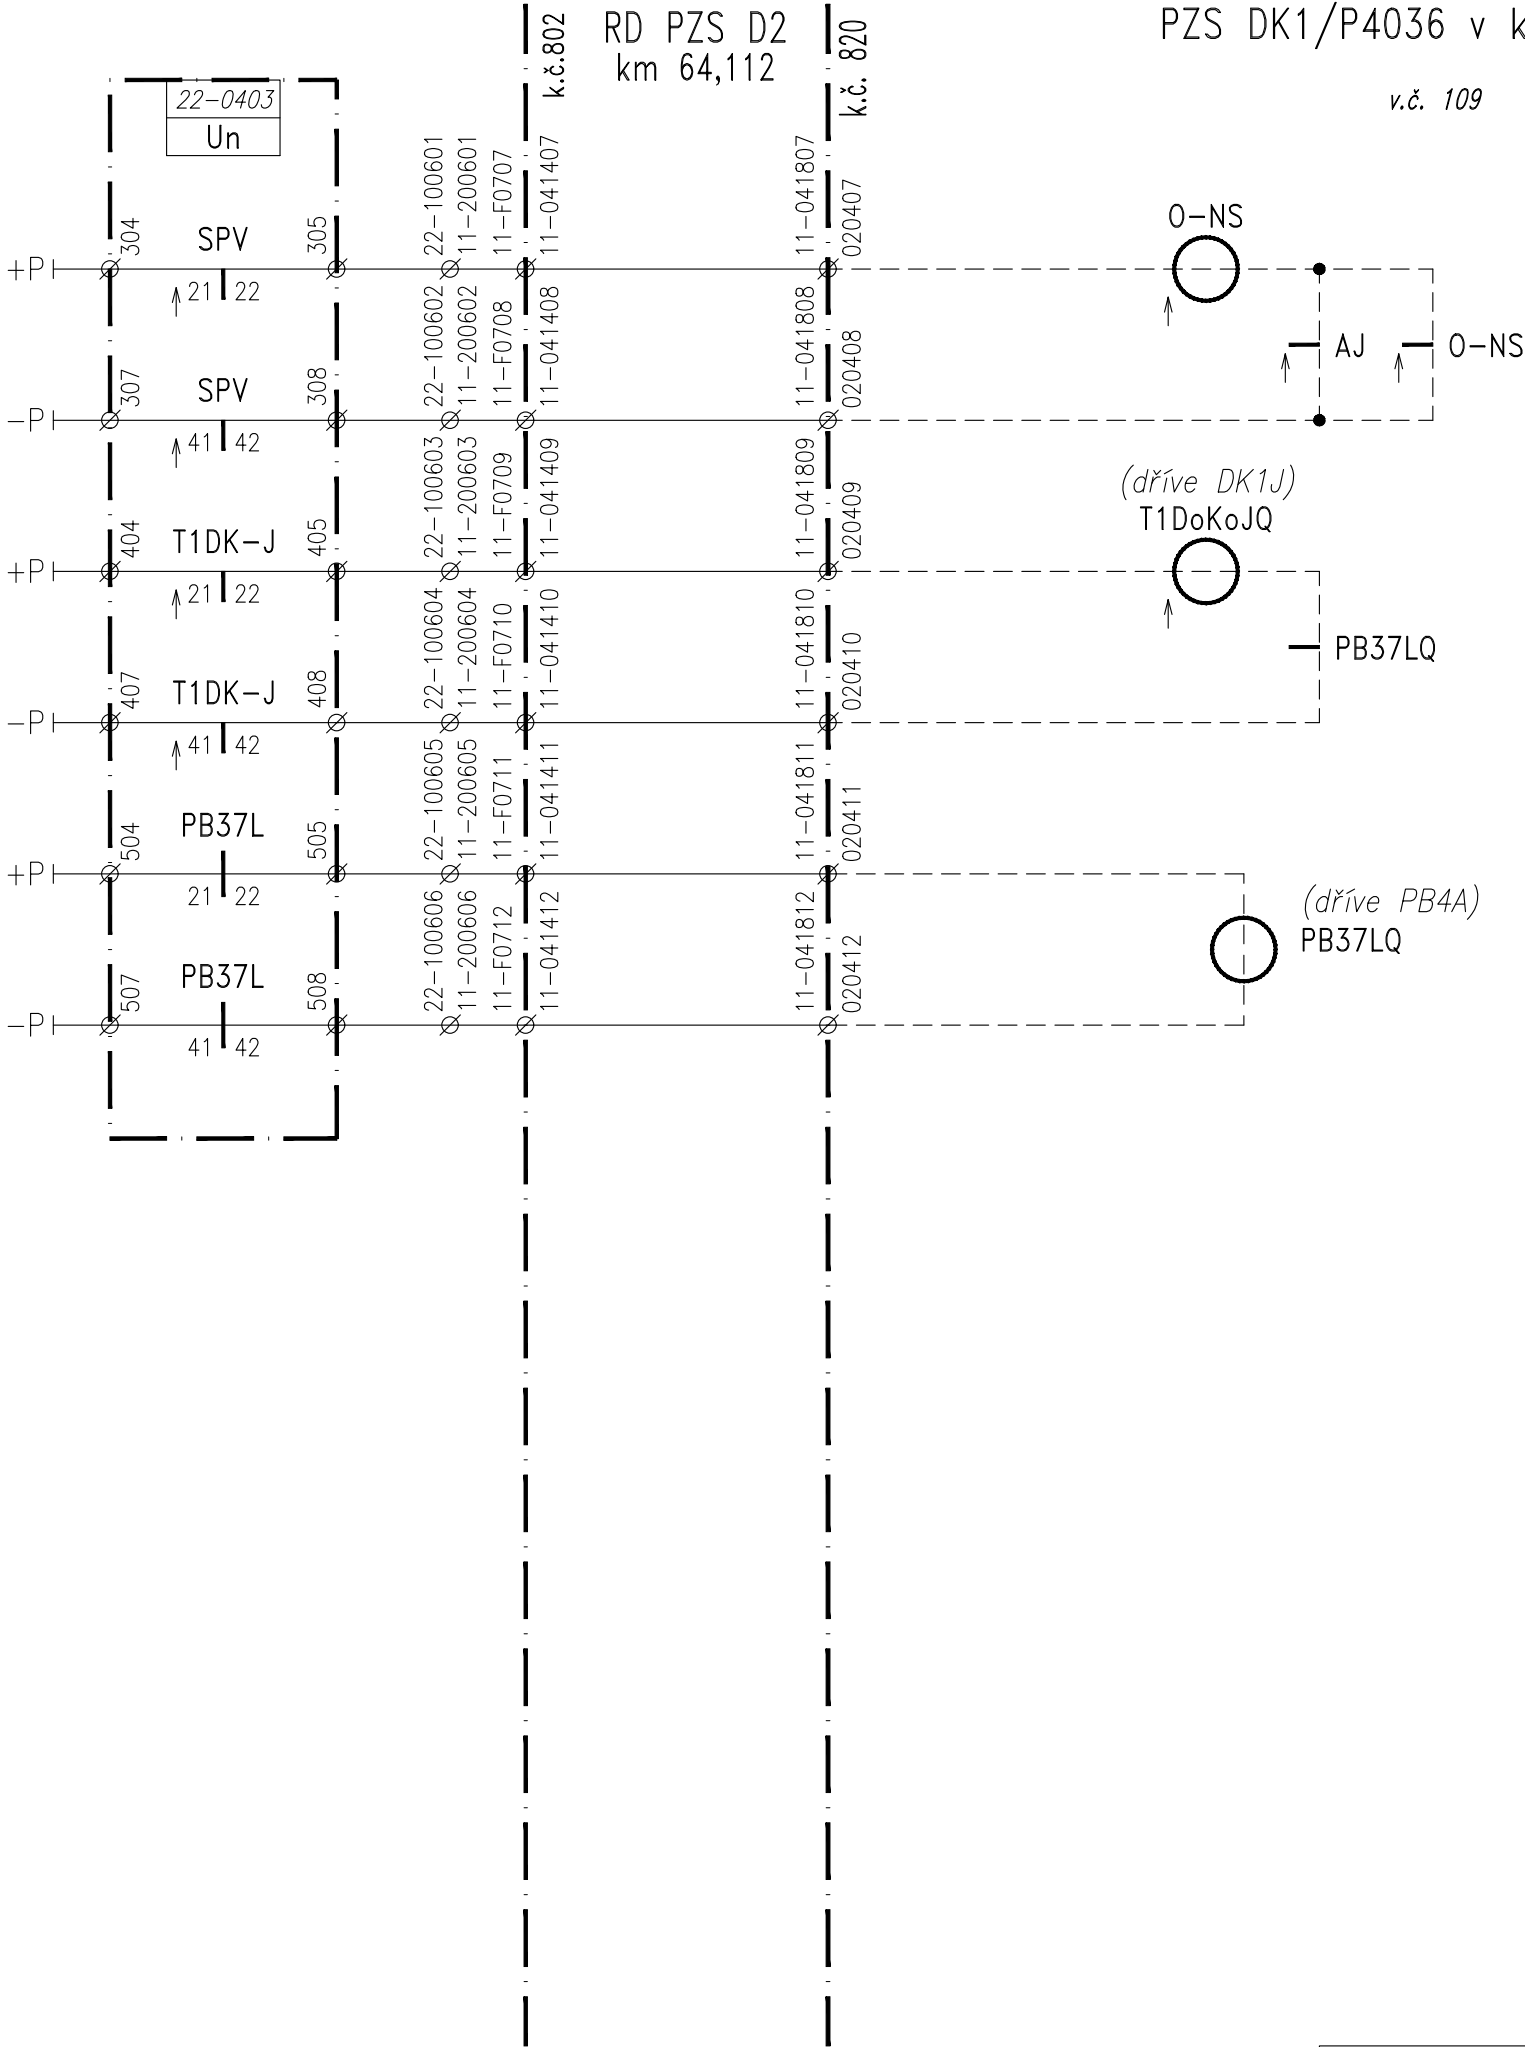 RD PZS D2
km 64,112
k.č.802
k.č. 820
PZS DK1/P4036 v k
v.č. 109
22-0403
Un
+P
304
SPV
21 22
305
22-100601
11-200601
11-F0707
11-041407
11-041807
020407
O-NS
-P
307
SPV
41 42
308
22-100602
11-200602
11-F0708
11-041408
11-041808
020408
AJ
O-NS
+P
404
T1DK-J
21 22
405
22-100603
11-200603
11-F0709
11-041409
11-041809
020409
(dříve DK1J)
T1DoKoJQ
-P
407
T1DK-J
41 42
408
22-100604
11-200604
11-F0710
11-041410
11-041810
020410
PB37LQ
+P
504
PB37L
21 22
505
22-100605
11-200605
11-F0711
11-041411
11-041811
020411
(dříve PB4A)
PB37LQ
-P
507
PB37L
41 42
508
22-100606
11-200606
11-F0712
11-041412
11-041812
020412